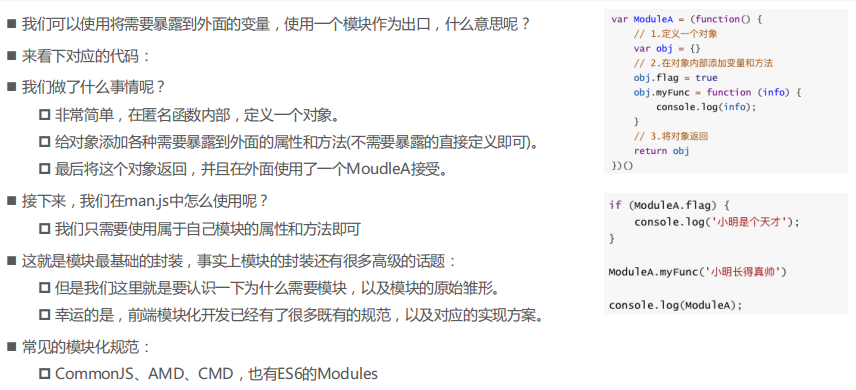 我们可以使用将需要暴露到外面的变量，使用一个模块作为出口，什么意思呢？
来看下对应的代码：
我们做了什么事情呢？
非常简单，在匿名函数内部，定义一个对象。
给对象添加各种需要暴露到外面的属性和方法(不需要暴露的直接定义即可)。
最后将这个对象返回，并且在外面使用了一个MoudleA接受。
接下来，我们在man.js中怎么使用呢？
我们只需要使用属于自己模块的属性和方法即可
这就是模块最基础的封装，事实上模块的封装还有很多高级的话题：
但是我们这里就是要认识一下为什么需要模块，以及模块的原始雏形。
幸运的是，前端模块化开发已经有了很多既有的规范，以及对应的实现方案。
常见的模块化规范：
CommonJS、AMD、CMD，也有ES6的Modules
var ModuleA = (function() {
// 1.定义一个对象
var obj = {}
// 2.在对象内部添加变量和方法
obj.flag = true
obj.myFunc = function (info) {
console.log(info);
}
// 3.将对象返回
return obj
})()
if (ModuleA.flag) {
console.log('小明是个天才');
}
ModuleA.myFunc('小明长得真帅')
console.log(ModuleA);